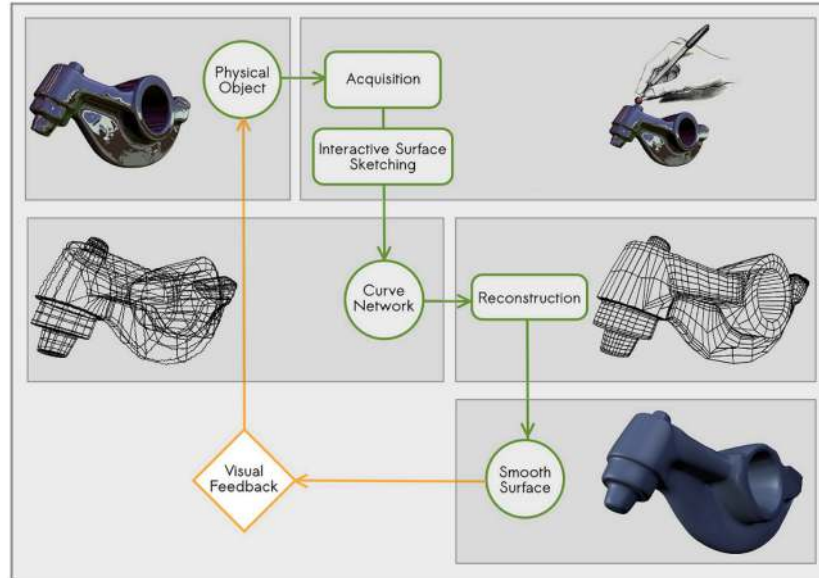 Physical
Object
Acquisition
Interactive Surface
Sketching
Curve
Network
Reconstruction
Visual
Feedback
Smooth
Surface